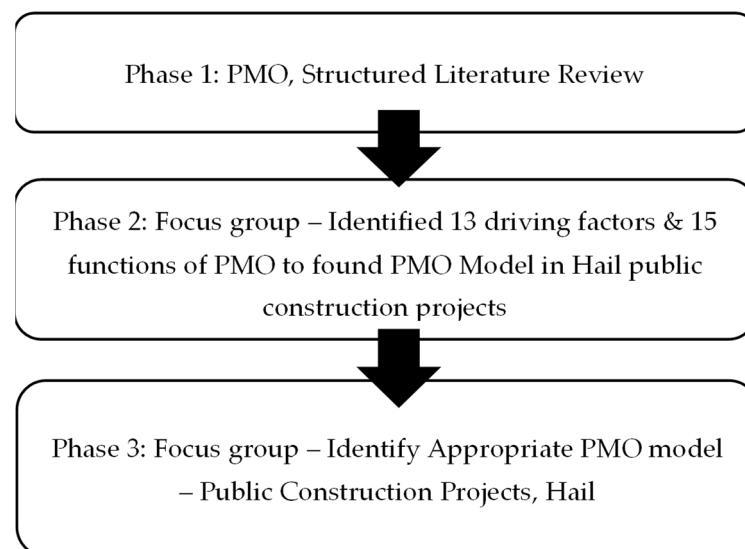 Phase 1: PMO, Structured Literature Review
Phase 2: Focus group – Identified 13 driving factors & 15
functions of PMO to found PMO Model in Hail public
construction projects
Phase 3: Focus group – Identify Appropriate PMO model
– Public Construction Projects, Hail